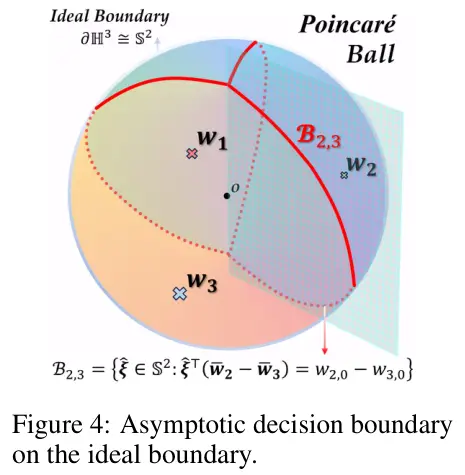 Ideal Boundary
∂ℍ³ ≅ 𝕊²
Poincaré
Ball
w₁
ℬ₂,₃
w₂
o
w₃
ℬ₂,₃ = {ξ̂ ∈ 𝕊²: ξ̂ᵀ(w̄₂ − w̄₃) = w₂,₀ − w₃,₀}
Figure 4: Asymptotic decision boundary
on the ideal boundary.